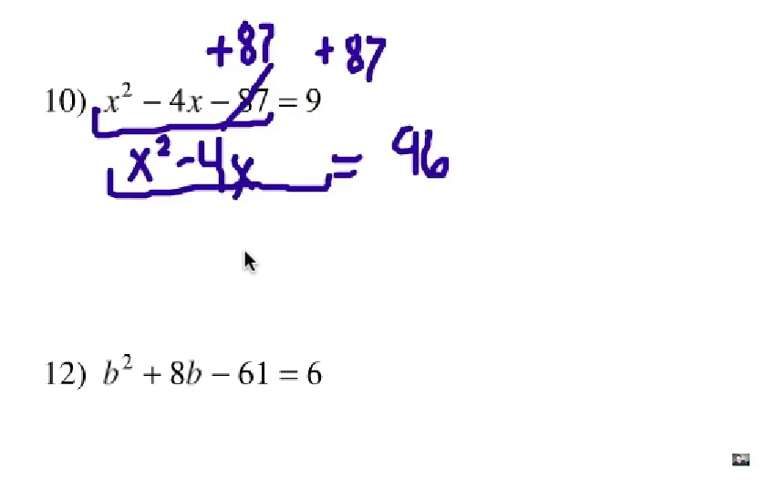 +87 +87
10) x² − 4x − 87 = 9
x² - 4x = 96
12) b² + 8b − 61 = 6